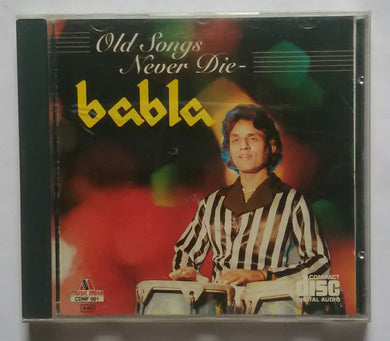 Old Songs
Never Die-
babla
MUSIC INDIA
CDNF 001
COMPACT
disc
DIGITAL AUDIO